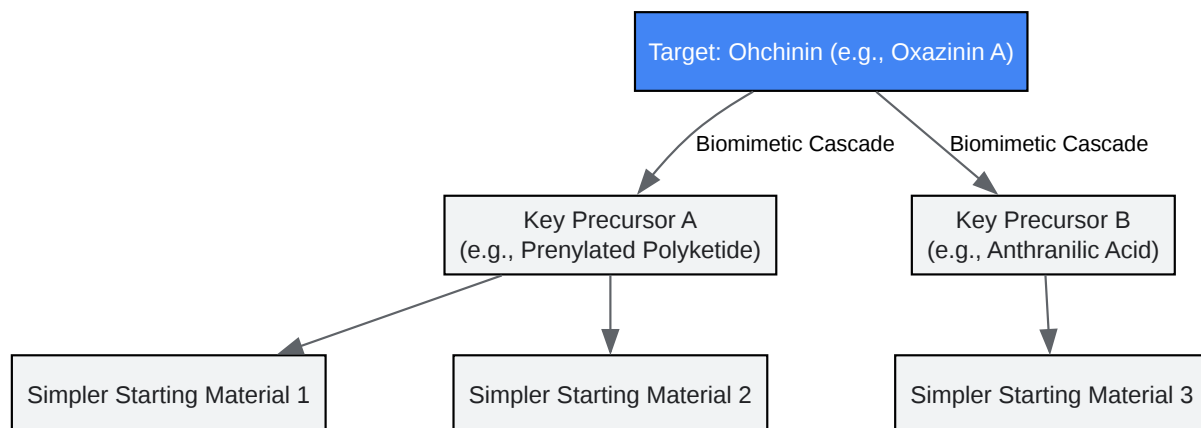 Target: Ohchinin (e.g., Oxazinin A)
Biomimetic Cascade
Biomimetic Cascade
Key Precursor A
(e.g., Prenylated Polyketide)
Key Precursor B
(e.g., Anthranilic Acid)
Simpler Starting Material 1
Simpler Starting Material 2
Simpler Starting Material 3